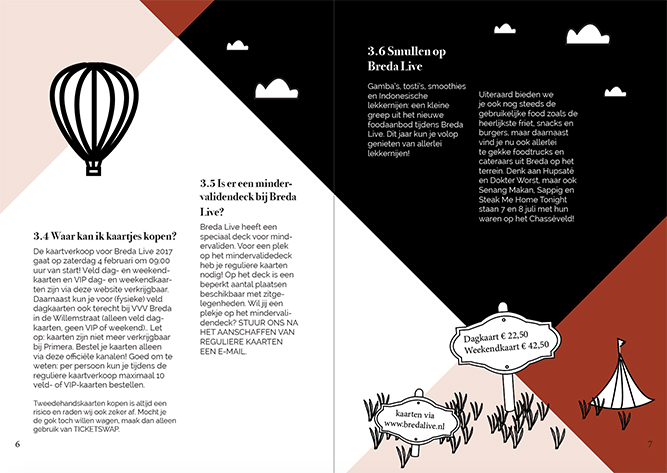 3.4 Waar kan ik kaartjes kopen?
De kaartverkoop voor Breda Live 2017
gaat op zaterdag 4 februari om 09:00
uur van start! Veld dag- en weekend-
kaarten en VIP dag- en weekendkaar-
ten zijn via deze website verkrijgbaar.
Daarnaast kun je voor (fysieke) veld
dagkaarten ook terecht bij VVV Breda
in de Willemstraat (alleen veld dag-
kaarten, geen VIP of weekend).. Let
op: kaarten zijn niet meer verkrijgbaar
bij Primera. Bestel je kaarten alleen
via deze officiële kanalen! Goed om te
weten: per persoon kun je tijdens de
reguliere kaartverkoop maximaal 10
veld- of VIP-kaarten bestellen.
Tweedehandskaarten kopen is altijd een
risico en raden wij ook zeker af. Mocht je
de gok toch willen wagen, maak dan alleen
gebruik van TICKETSWAP.
6
3.5 Is er een minder-
validendeck bij Breda
Live?
Breda Live heeft een
speciaal deck voor mind-
ervaliden. Voor een plek
op het mindervalidedeck
heb je reguliere kaarten
nodig! Op het deck is een
beperkt aantal plaatsen
beschikbaar met zitge-
legenheden. Wil jij een
plekje op het mindervali-
dendeck? STUUR ONS NA
HET AANSCHAFFEN VAN
REGULIERE KAARTEN
EEN E-MAIL.
3.6 Smullen op
Breda Live
Gamba's, tosti's, smoothies
en Indonesische
lekkernijen: een kleine
greep uit het nieuwe
foodaanbod tijdens Breda
Live. Dit jaar kun je volop
genieten van allerlei
lekkernijen!
Uiteraard bieden we
je ook nog steeds de
gebruikelijke food zoals de
heerlijkste friet, snacks en
burgers, maar daarnaast
vind je nu ook allerlei
te gekke foodtrucks en
cateraars uit Breda op het
terrein. Denk aan Hupsaté
en Dokter Worst, maar ook
Senang Makan, Sappig en
Steak Me Home Tonight
staan 7 en 8 juli met hun
waren op het Chasséveld!
Dagkaart € 22,50
Weekendkaart € 42,50
kaarten via
www.bredalive.nl
7